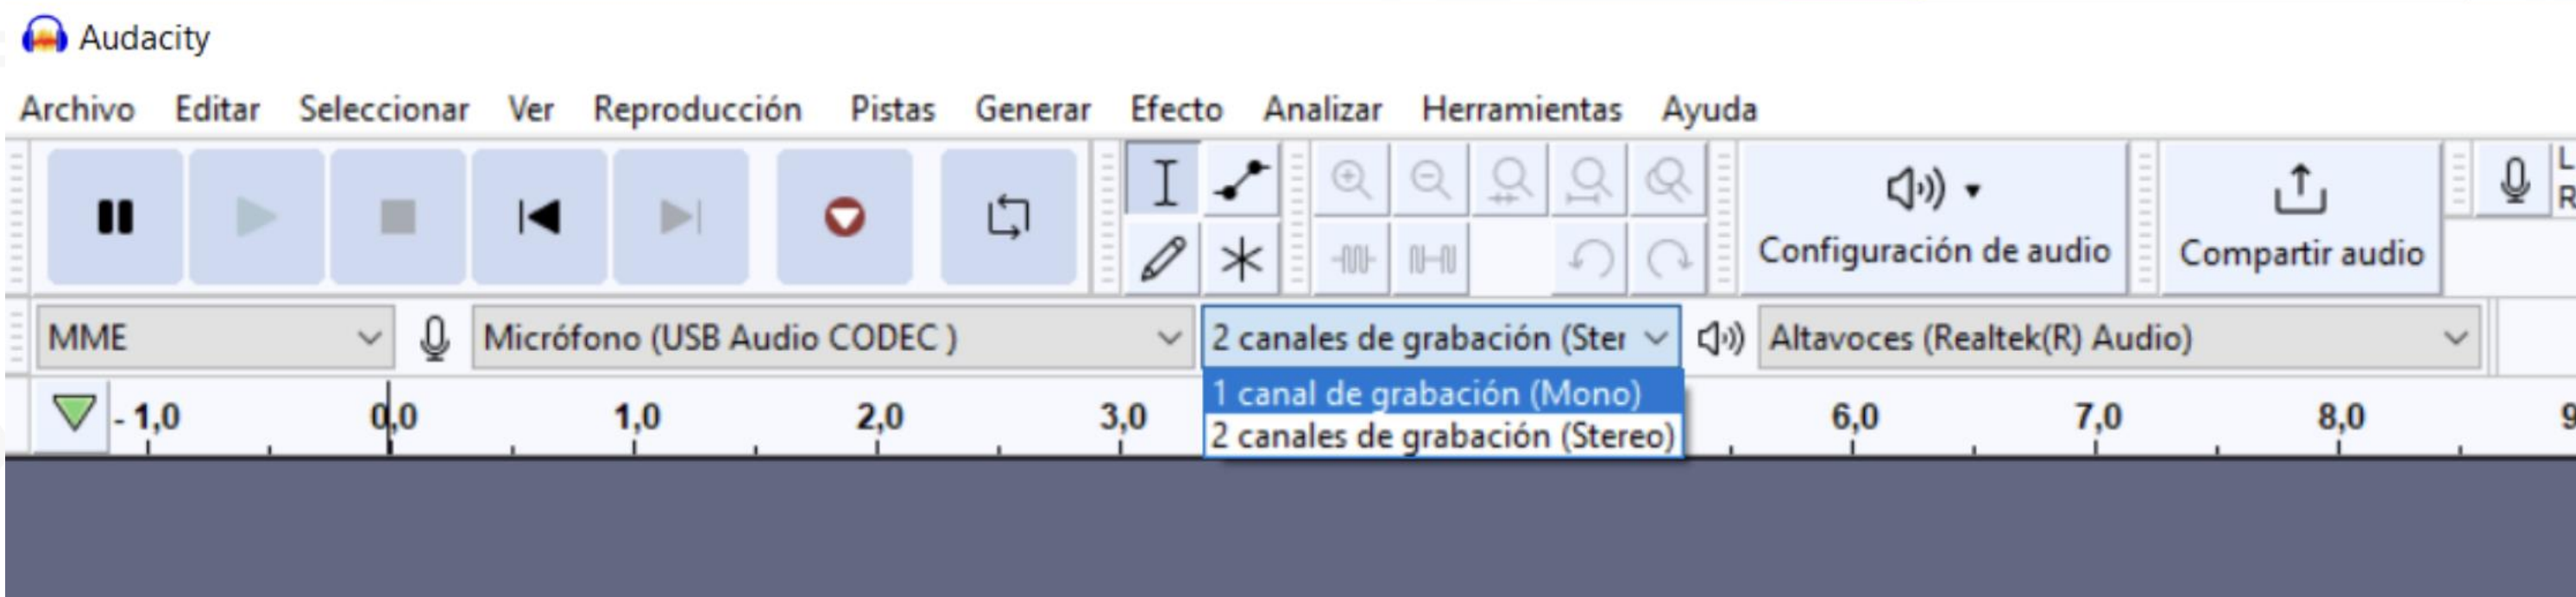 Audacity
Archivo Editar Seleccionar Ver Reproducción Pistas Generar Efecto Analizar Herramientas Ayuda
L
R
Configuración de audio Compartir audio
MME Micrófono (USB Audio CODEC ) 2 canales de grabación (Ster Altavoces (Realtek(R) Audio)
1 canal de grabación (Mono)
- 1,0 0,0 1,0 2,0 3,0 6,0 7,0 8,0 9
2 canales de grabación (Stereo)